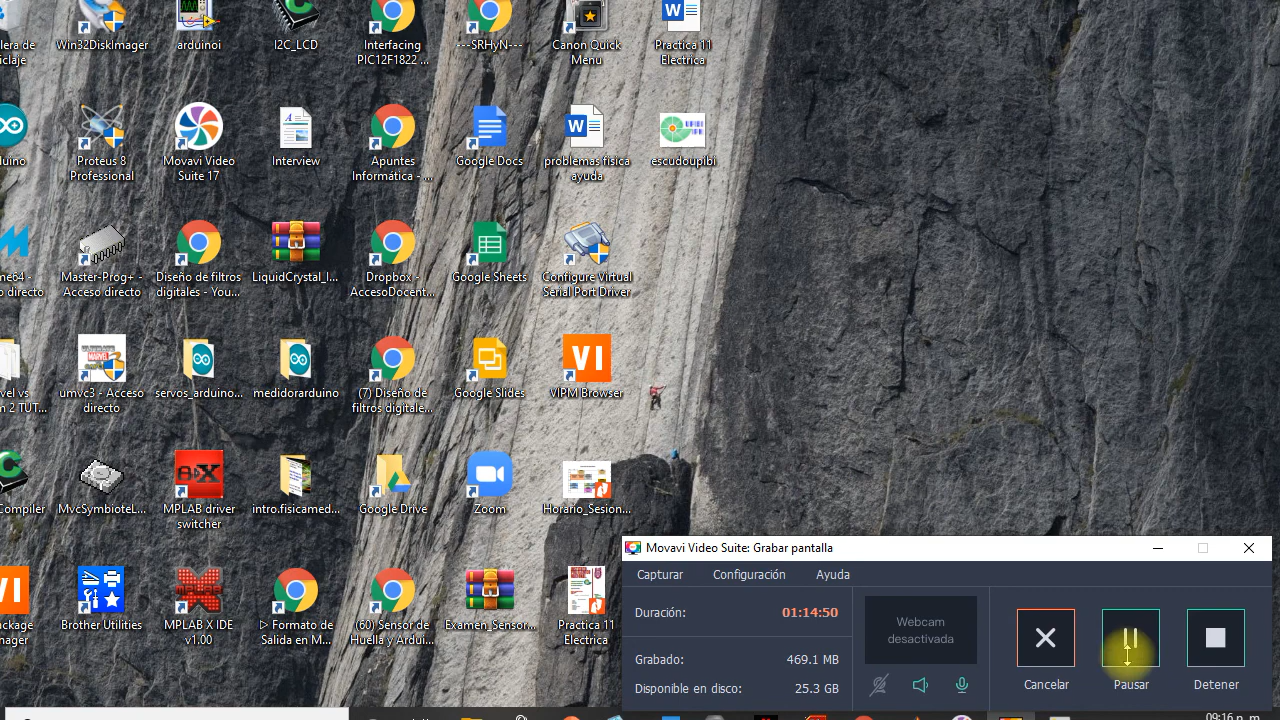 Win32DiskImager
arduinoi
I2C_LCD
Interfacing
PIC12F1822 ...
---SRHyN---
Canon Quick
Menu
Practica 11
Electrica
Proteus 8
Professional
Movavi Video
Suite 17
Interview
Apuntes
Informática - ...
Google Docs
problemas fisica
ayuda
escudoupibi
Master-Prog+ -
Acceso directo
Diseño de filtros
digitales - You...
LiquidCrystal_I...
Dropbox -
AccesoDocent...
Google Sheets
Configure Virtual
Serial Port Driver
umvc3 - Acceso
directo
servos_arduino...
medidorarduino
(7) Diseño de
filtros digitale...
Google Slides
VI
VIPM Browser
MvcSymbioteL...
MPLAB driver
switcher
intro.fisicamed...
Google Drive
Zoom
Horario_Sesion...
Brother Utilities
MPLAB X IDE
v1.00
▷ Formato de
Salida en M...
(60) Sensor de
Huella y Ardui...
Examen_Sensor...
Practica 11
Electrica
Movavi Video Suite: Grabar pantalla
Capturar Configuración Ayuda
Duración: 01:14:50
Webcam
desactivada
Grabado: 469.1 MB
Disponible en disco: 25.3 GB
Cancelar Pausar Detener
09:16 p. m.